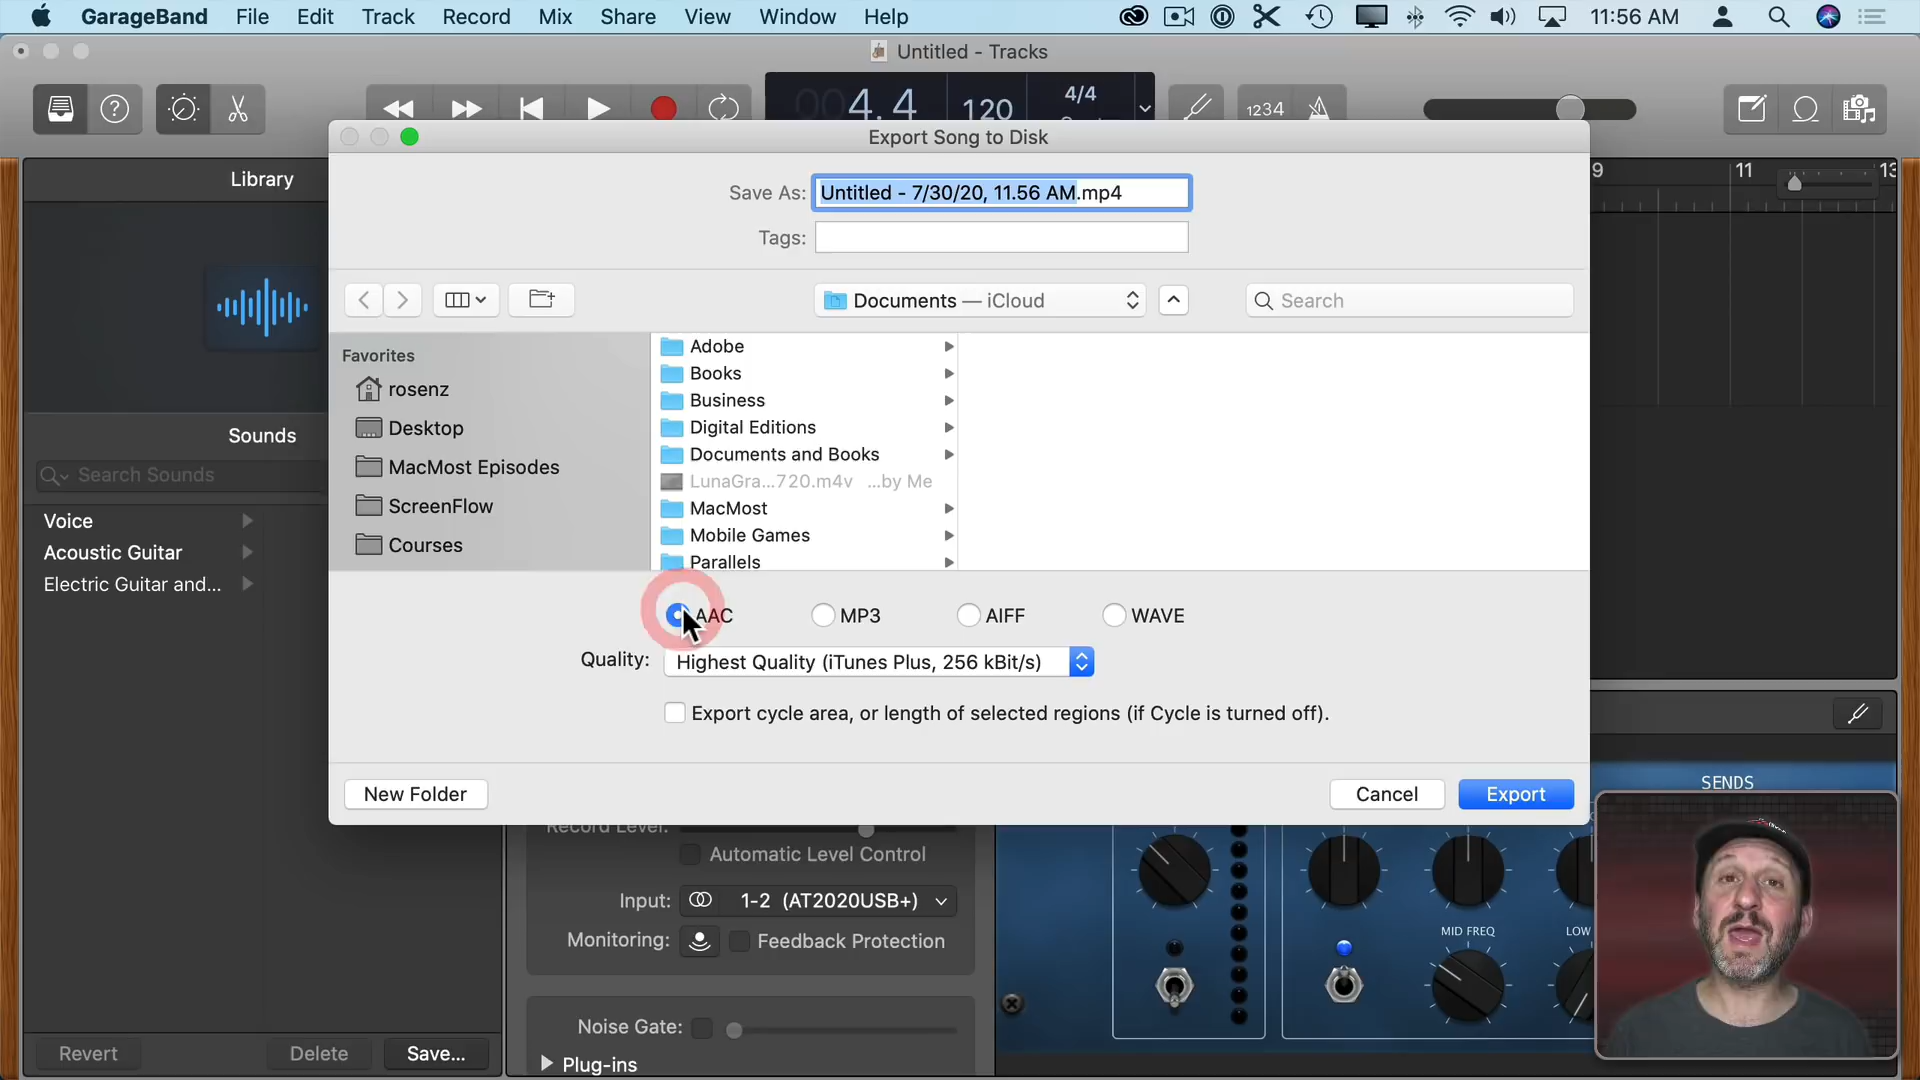 GarageBand File Edit Track Record Mix Share View Window Help 11:56 AM
Untitled - Tracks
004.4 120 4/4
1234
Export Song to Disk
Save As: Untitled - 7/30/20, 11.56 AM.mp4
Tags:
Library
9 11 13
Documents — iCloud
Search
Favorites
rosenz
Desktop
MacMost Episodes
ScreenFlow
Courses
Adobe
Books
Business
Digital Editions
Documents and Books
LunaGra...720.m4v ...by Me
MacMost
Mobile Games
Parallels
Sounds
Search Sounds
Voice
Acoustic Guitar
Electric Guitar and...
AAC MP3 AIFF WAVE
Quality: Highest Quality (iTunes Plus, 256 kBit/s)
Export cycle area, or length of selected regions (if Cycle is turned off).
New Folder Cancel Export
SENDS
Record Level:
Automatic Level Control
Input: 1-2 (AT2020USB+)
Monitoring: Feedback Protection
MID FREQ LOW
Noise Gate:
Plug-ins
Revert Delete Save...